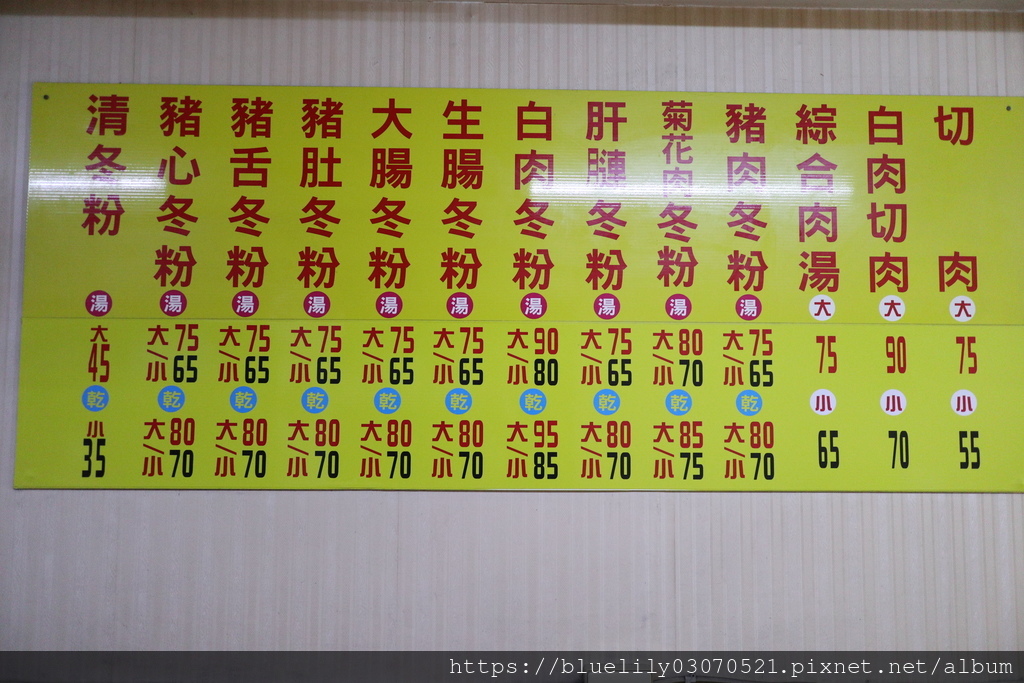 清冬粉
豬心冬粉
豬舌冬粉
豬肚冬粉
大腸冬粉
生腸冬粉
白肉冬粉
肝膁冬粉
菊花肉冬粉
豬肉冬粉
綜合肉湯
白肉切肉
切肉
湯 湯 湯 湯 湯 湯 湯 湯 湯 湯 大 大 大
大45 大75/小65 大75/小65 大75/小65 大75/小65 大75/小65 大90/小80 大75/小65 大80/小70 大75/小65 75 90 75
乾 乾 乾 乾 乾 乾 乾 乾 乾 乾 小 小 小
小35 大80/小70 大80/小70 大80/小70 大80/小70 大80/小70 大95/小85 大80/小70 大85/小75 大80/小70 65 70 55
https://bluelily03070521.pixnet.net/album